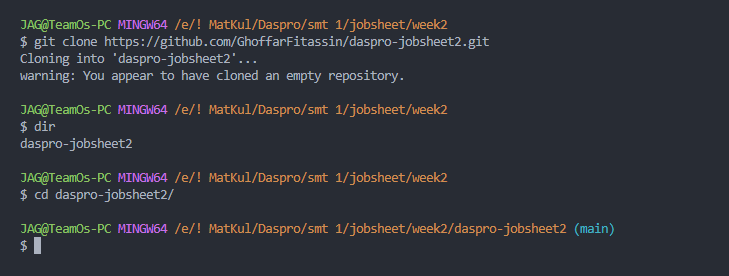 JAG@TeamOs-PC MINGW64 /e/! MatKul/Daspro/smt 1/jobsheet/week2
$ git clone https://github.com/GhoffarFitassin/daspro-jobsheet2.git
Cloning into 'daspro-jobsheet2'...
warning: You appear to have cloned an empty repository.
JAG@TeamOs-PC MINGW64 /e/! MatKul/Daspro/smt 1/jobsheet/week2
$ dir
daspro-jobsheet2
JAG@TeamOs-PC MINGW64 /e/! MatKul/Daspro/smt 1/jobsheet/week2
$ cd daspro-jobsheet2/
JAG@TeamOs-PC MINGW64 /e/! MatKul/Daspro/smt 1/jobsheet/week2/daspro-jobsheet2 (main)
$